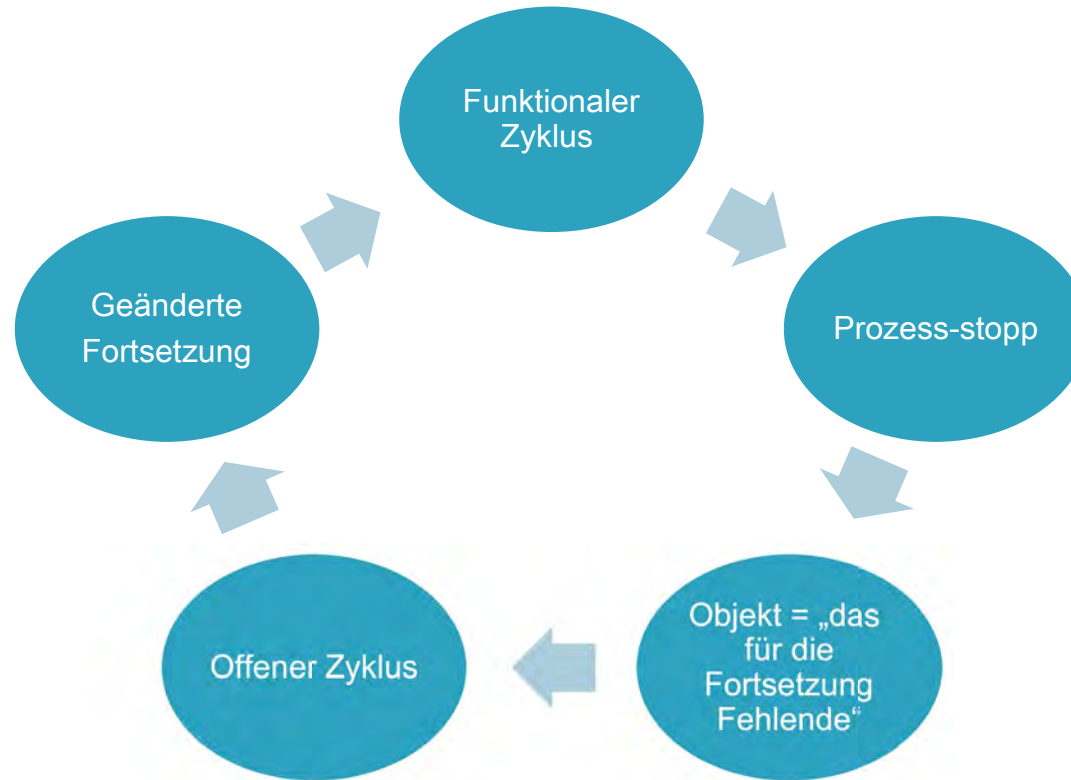 Funktionaler
Zyklus
Prozess-stopp
Objekt = „das
für die
Fortsetzung
Fehlende“
Offener Zyklus
Geänderte
Fortsetzung